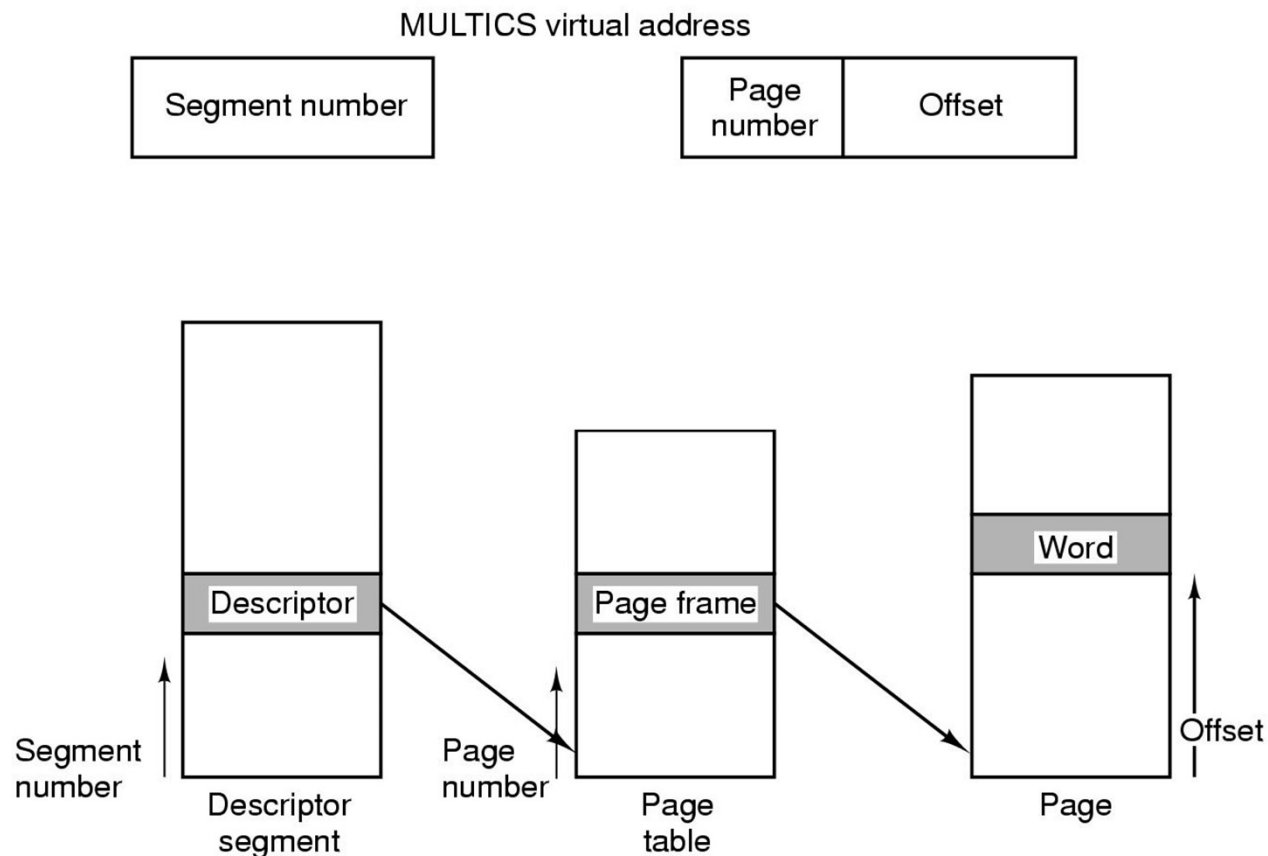 MULTICS virtual address
Segment number
Page
number
Offset
Descriptor
Page frame
Word
Segment
number
Page
number
Offset
Descriptor
segment
Page
table
Page